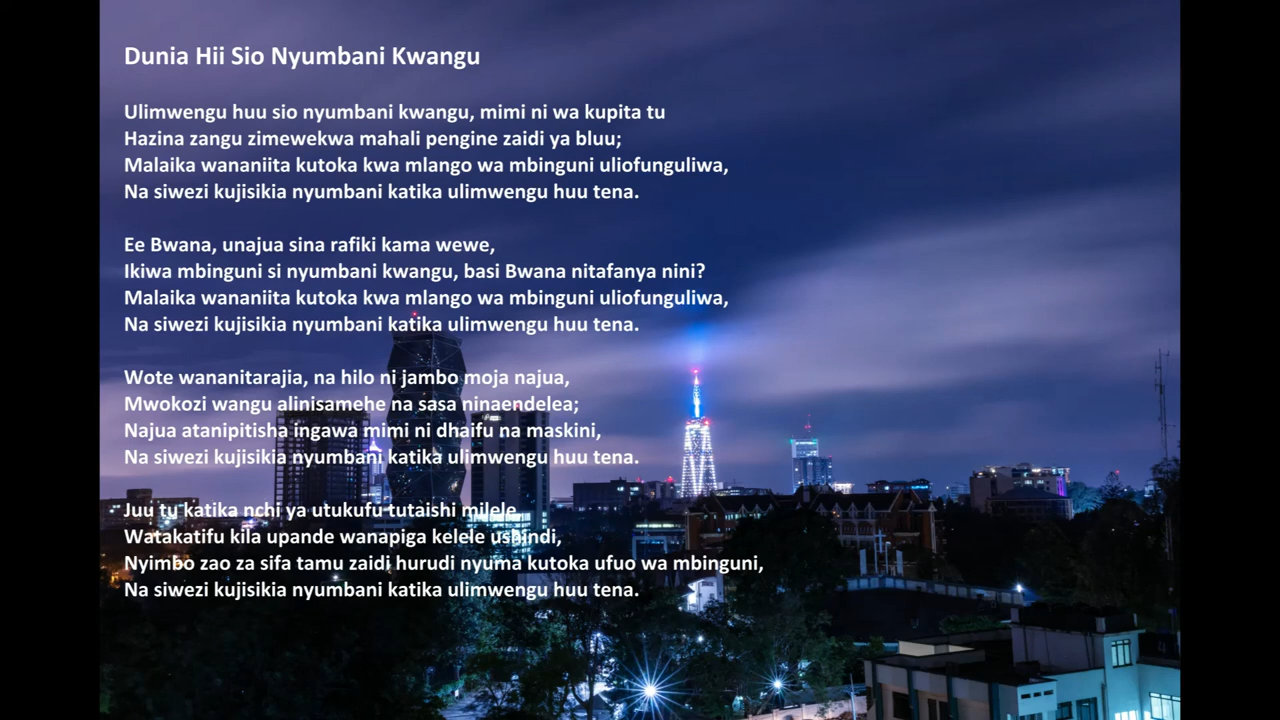 Dunia Hii Sio Nyumbani Kwangu
Ulimwengu huu sio nyumbani kwangu, mimi ni wa kupita tu
Hazina zangu zimewekwa mahali pengine zaidi ya bluu;
Malaika wananiita kutoka kwa mlango wa mbinguni uliofunguliwa,
Na siwezi kujisikia nyumbani katika ulimwengu huu tena.
Ee Bwana, unajua sina rafiki kama wewe,
Ikiwa mbinguni si nyumbani kwangu, basi Bwana nitafanya nini?
Malaika wananiita kutoka kwa mlango wa mbinguni uliofunguliwa,
Na siwezi kujisikia nyumbani katika ulimwengu huu tena.
Wote wananitarajia, na hilo ni jambo moja najua,
Mwokozi wangu alinisamehe na sasa ninaendelea;
Najua atanipitisha ingawa mimi ni dhaifu na maskini,
Na siwezi kujisikia nyumbani katika ulimwengu huu tena.
Juu tu katika nchi ya utukufu tutaishi milele,
Watakatifu kila upande wanapiga kelele ushindi,
Nyimbo zao za sifa tamu zaidi hurudi nyuma kutoka ufuo wa mbinguni,
Na siwezi kujisikia nyumbani katika ulimwengu huu tena.